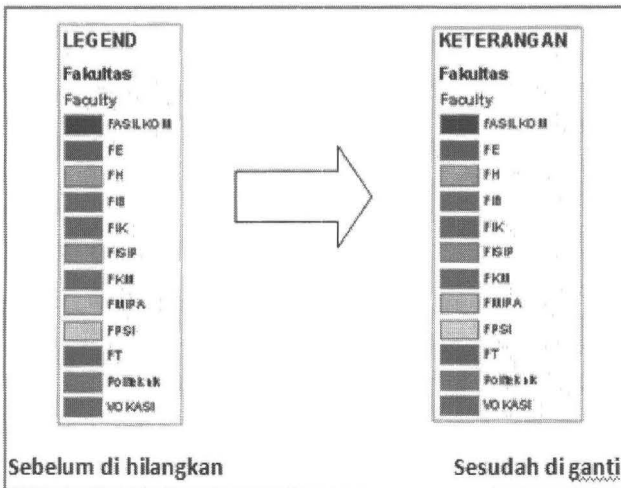 LEGEND
Fakultas
Faculty
FASILKOM
FE
FH
FIB
FIK
FISIP
FKM
FMIPA
FPSI
FT
Politeknik
VOKASI
KETERANGAN
Fakultas
Faculty
FASILKOM
FE
FH
FIB
FIK
FISIP
FKM
FMIPA
FPSI
FT
Politeknik
VOKASI
Sebelum di hilangkan
Sesudah di ganti